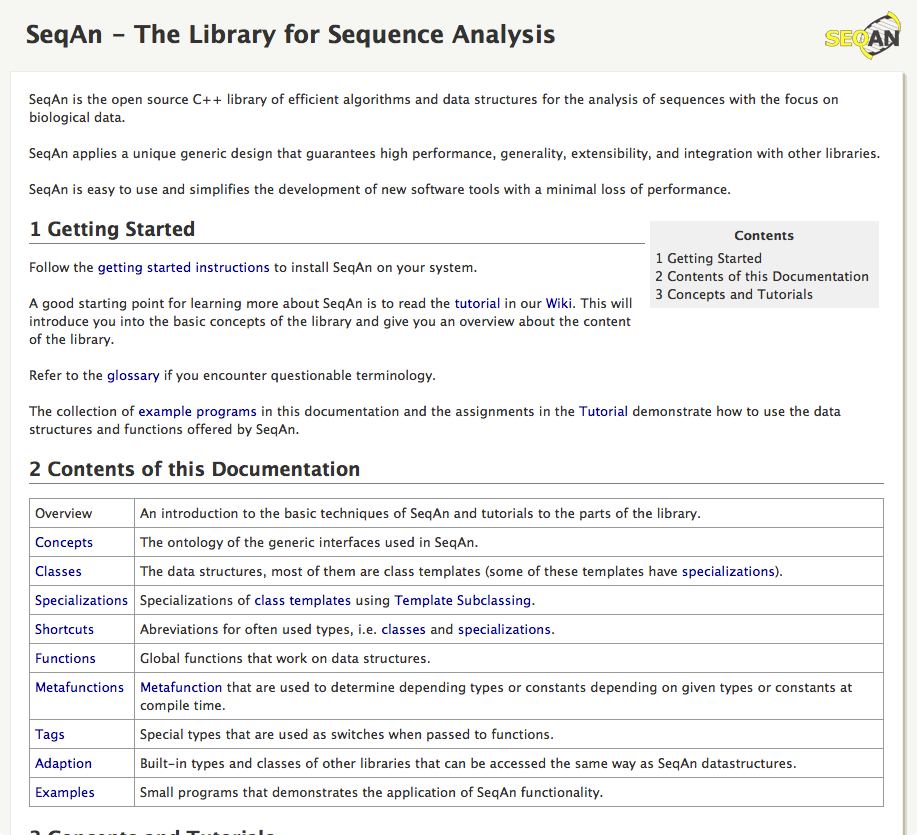 SeqAn – The Library for Sequence Analysis
SEQAN
SeqAn is the open source C++ library of efficient algorithms and data structures for the analysis of sequences with the focus on
biological data.
SeqAn applies a unique generic design that guarantees high performance, generality, extensibility, and integration with other libraries.
SeqAn is easy to use and simplifies the development of new software tools with a minimal loss of performance.
1 Getting Started
Contents
1 Getting Started
2 Contents of this Documentation
3 Concepts and Tutorials
Follow the getting started instructions to install SeqAn on your system.
A good starting point for learning more about SeqAn is to read the tutorial in our Wiki. This will
introduce you into the basic concepts of the library and give you an overview about the content
of the library.
Refer to the glossary if you encounter questionable terminology.
The collection of example programs in this documentation and the assignments in the Tutorial demonstrate how to use the data
structures and functions offered by SeqAn.
2 Contents of this Documentation
Overview An introduction to the basic techniques of SeqAn and tutorials to the parts of the library.
Concepts The ontology of the generic interfaces used in SeqAn.
Classes The data structures, most of them are class templates (some of these templates have specializations).
Specializations Specializations of class templates using Template Subclassing.
Shortcuts Abreviations for often used types, i.e. classes and specializations.
Functions Global functions that work on data structures.
Metafunctions Metafunction that are used to determine depending types or constants depending on given types or constants at
compile time.
Tags Special types that are used as switches when passed to functions.
Adaption Built-in types and classes of other libraries that can be accessed the same way as SeqAn datastructures.
Examples Small programs that demonstrates the application of SeqAn functionality.
3 Concepts and Tutorials